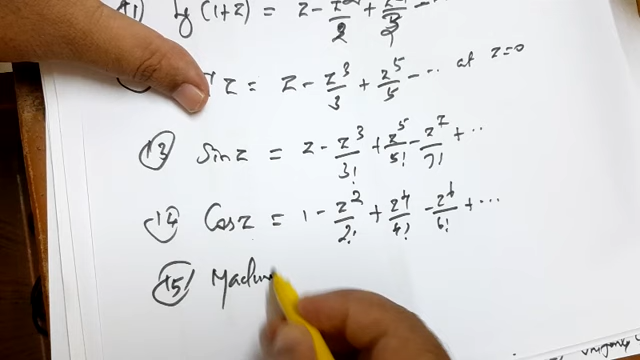 11) log (1+z) = z - z²/2 + z³/3 - ...
z = z - z³/3 + z⁵/5 - ... at z=0
13 Sin z = z - z³/3! + z⁵/5! - z⁷/7! + ...
14 Cos z = 1 - z²/2! + z⁴/4! - z⁶/6! + ...
15